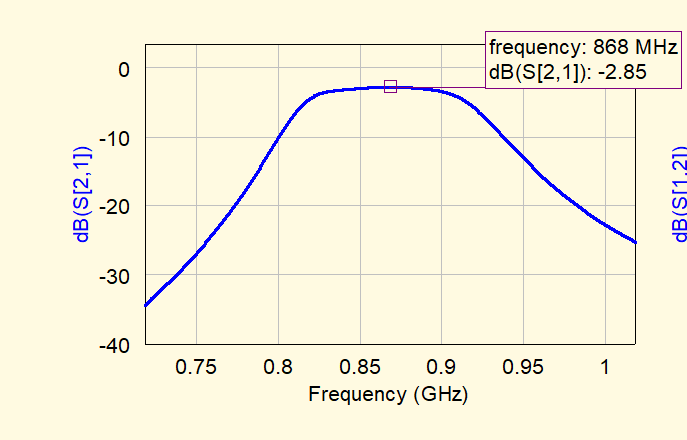 frequency: 868 MHz
dB(S[2,1]): -2.85
0
-10
-20
-30
-40
dB(S[2,1])
0.75 0.8 0.85 0.9 0.95 1
Frequency (GHz)
dB(S[1,2])